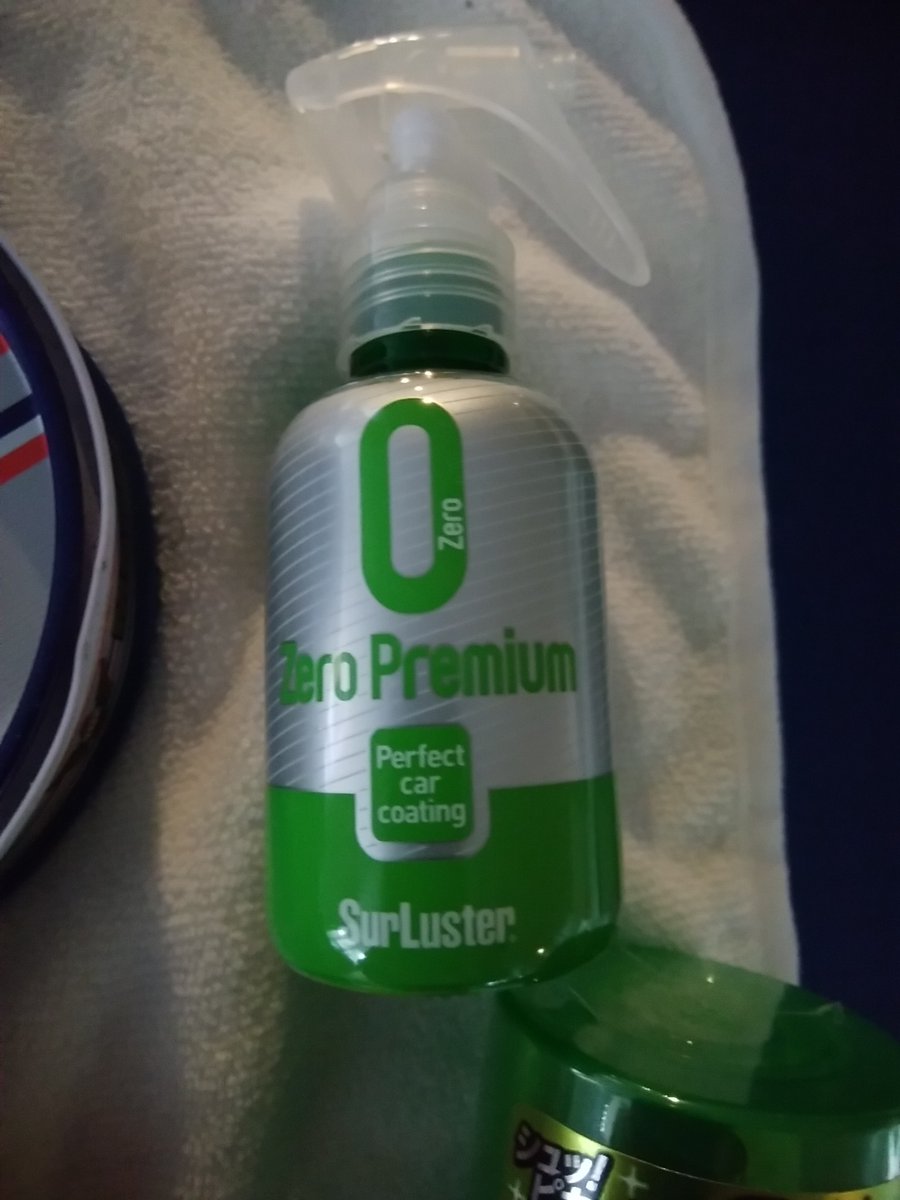 0
Zero
Zero Premium
Perfect
car
coating
SurLuster
シュッ!